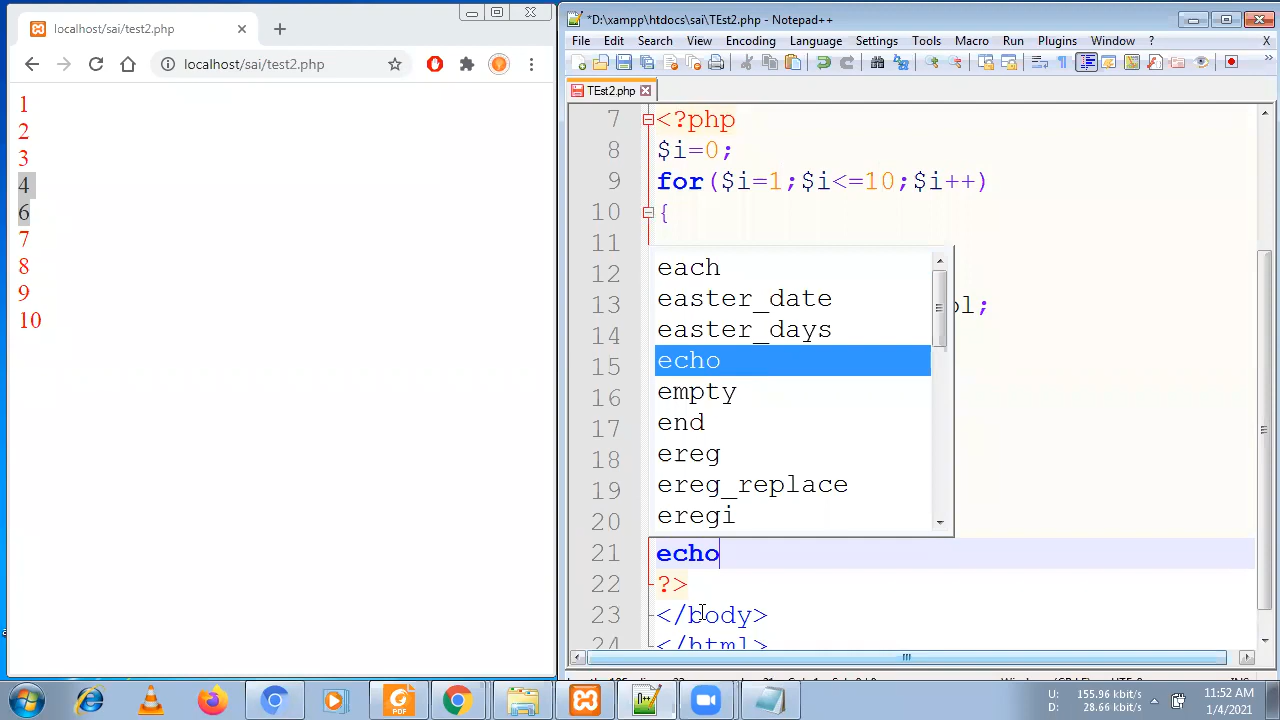 localhost/sai/test2.php
localhost/sai/test2.php
1
2
3
4
6
7
8
9
10
*D:\xampp\htdocs\sai\TEst2.php - Notepad++
File Edit Search View Encoding Language Settings Tools Macro Run Plugins Window ? X
TEst2.php
7 <?php
8 $i=0;
9 for($i=1;$i<=10;$i++)
10 {
11
12
13 ol;
14
15
16
17
18
19
20
each
easter_date
easter_days
echo
empty
end
ereg
ereg_replace
eregi
21 echo
22 ?>
23 </body>
24 </html>
U: 155.96 kbit/s
D: 28.66 kbit/s
11:52 AM
1/4/2021